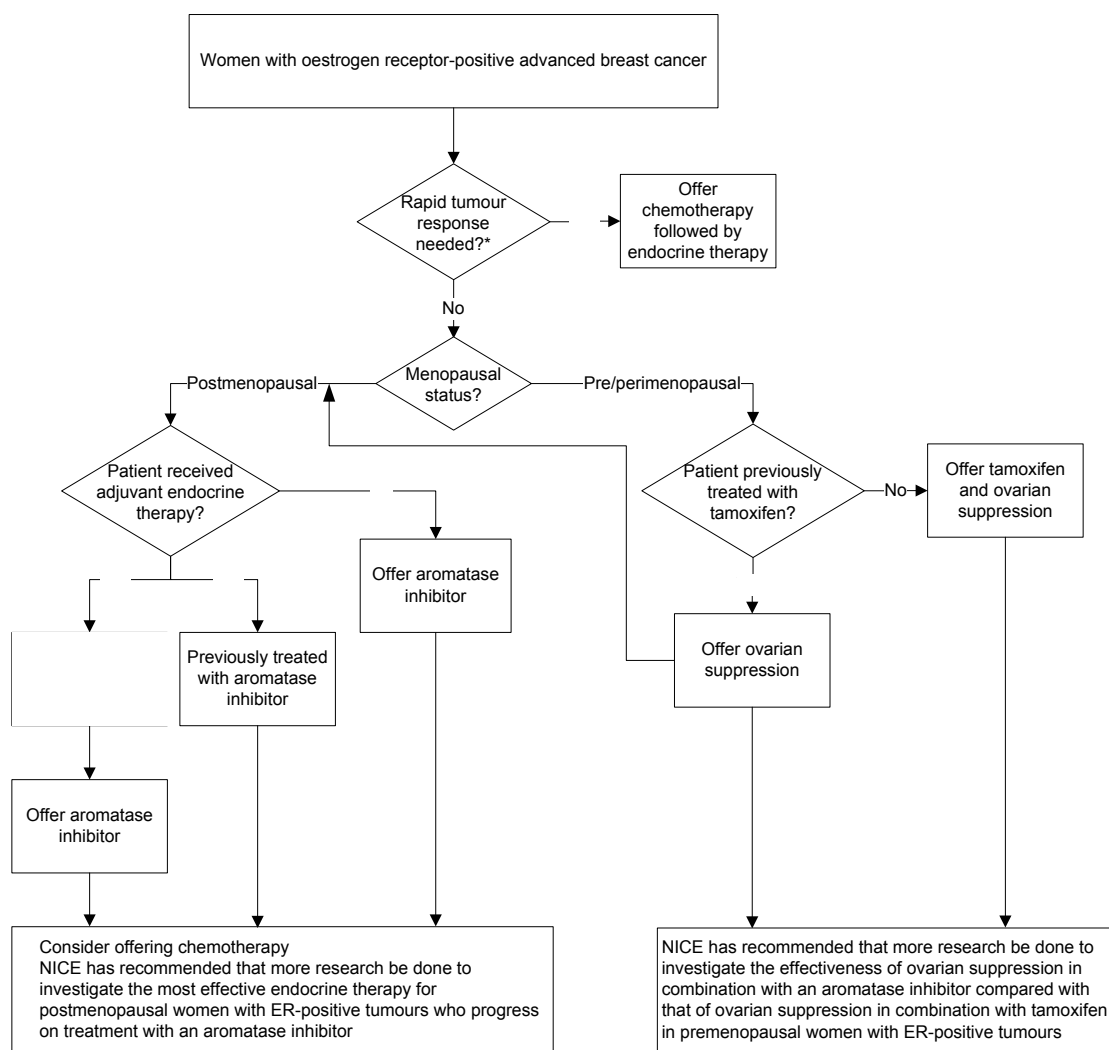 Women with oestrogen receptor-positive advanced breast cancer
Rapid tumour
response
needed?*
Offer
chemotherapy
followed by
endocrine therapy
No
Menopausal
status?
Postmenopausal
Pre/perimenopausal
Patient received
adjuvant endocrine
therapy?
Patient previously
treated with
tamoxifen?
No
Offer tamoxifen
and ovarian
suppression
Offer aromatase
inhibitor
Previously treated
with aromatase
inhibitor
Offer ovarian
suppression
Offer aromatase
inhibitor
Consider offering chemotherapy
NICE has recommended that more research be done to
investigate the most effective endocrine therapy for
postmenopausal women with ER-positive tumours who progress
on treatment with an aromatase inhibitor
NICE has recommended that more research be done to
investigate the effectiveness of ovarian suppression in
combination with an aromatase inhibitor compared with
that of ovarian suppression in combination with tamoxifen
in premenopausal women with ER-positive tumours